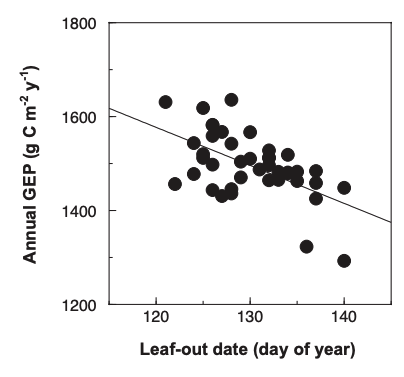 1800
1600
1400
1200
Annual GEP (g C m⁻² y⁻¹)
120 130 140
Leaf-out date (day of year)